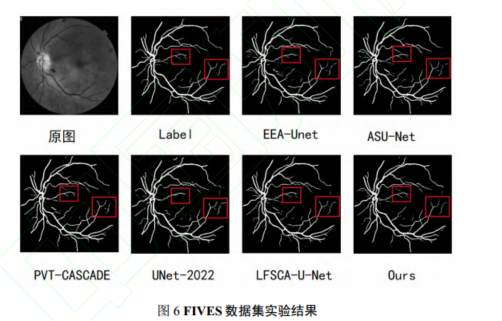 原图
Label
EEA-Unet
ASU-Net
PVT-CASCADE
UNet-2022
LFSCA-U-Net
Ours
图 6 FIVES 数据集实验结果